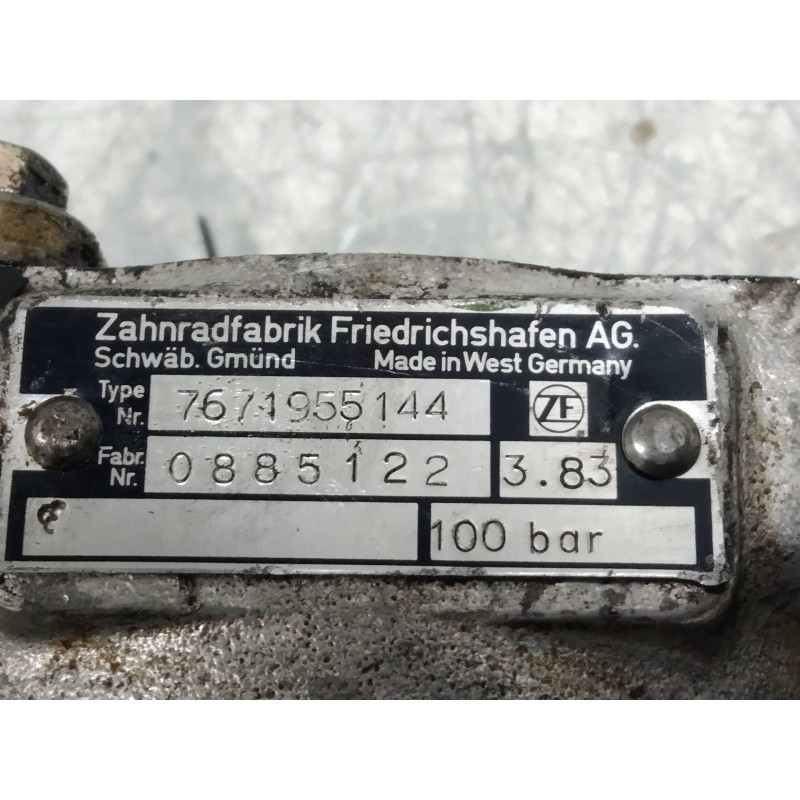 Zahnradfabrik Friedrichshafen AG.
Schwäb. Gmünd Made in West Germany
Type Nr. 7671955144 ZF
Fabr. Nr. 0885122 3.83
100 bar